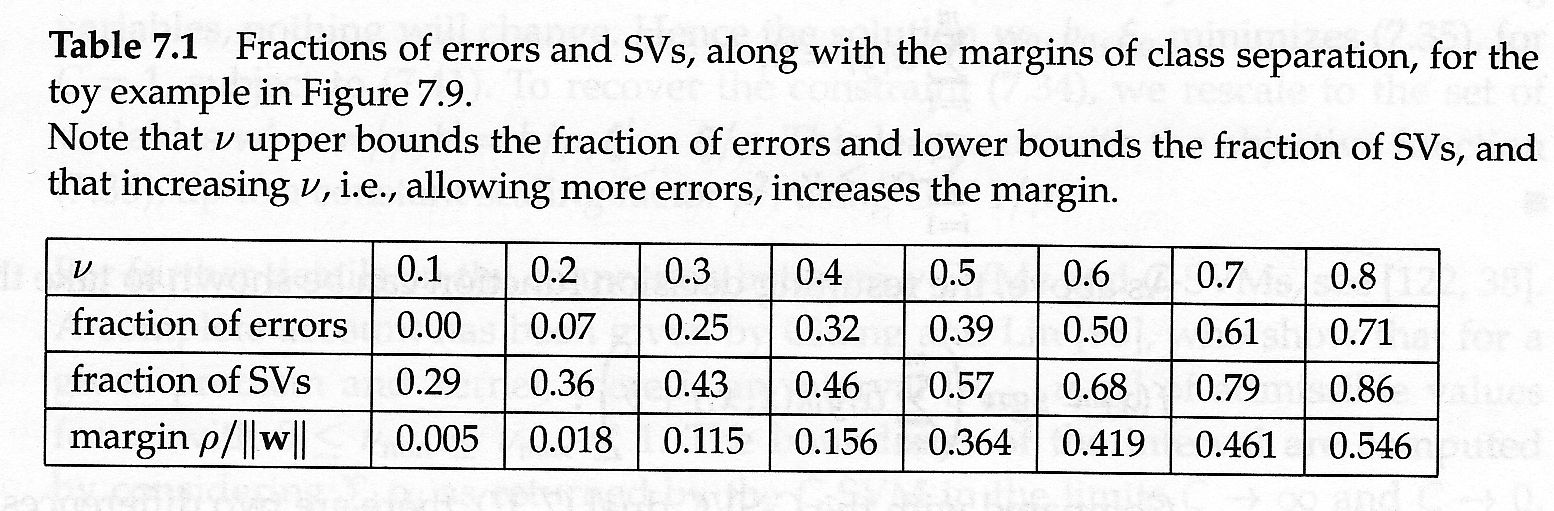 Table 7.1 Fractions of errors and SVs, along with the margins of class separation, for the
toy example in Figure 7.9.
Note that ν upper bounds the fraction of errors and lower bounds the fraction of SVs, and
that increasing ν, i.e., allowing more errors, increases the margin.
ν 0.1 0.2 0.3 0.4 0.5 0.6 0.7 0.8
fraction of errors 0.00 0.07 0.25 0.32 0.39 0.50 0.61 0.71
fraction of SVs 0.29 0.36 0.43 0.46 0.57 0.68 0.79 0.86
margin ρ/||w|| 0.005 0.018 0.115 0.156 0.364 0.419 0.461 0.546